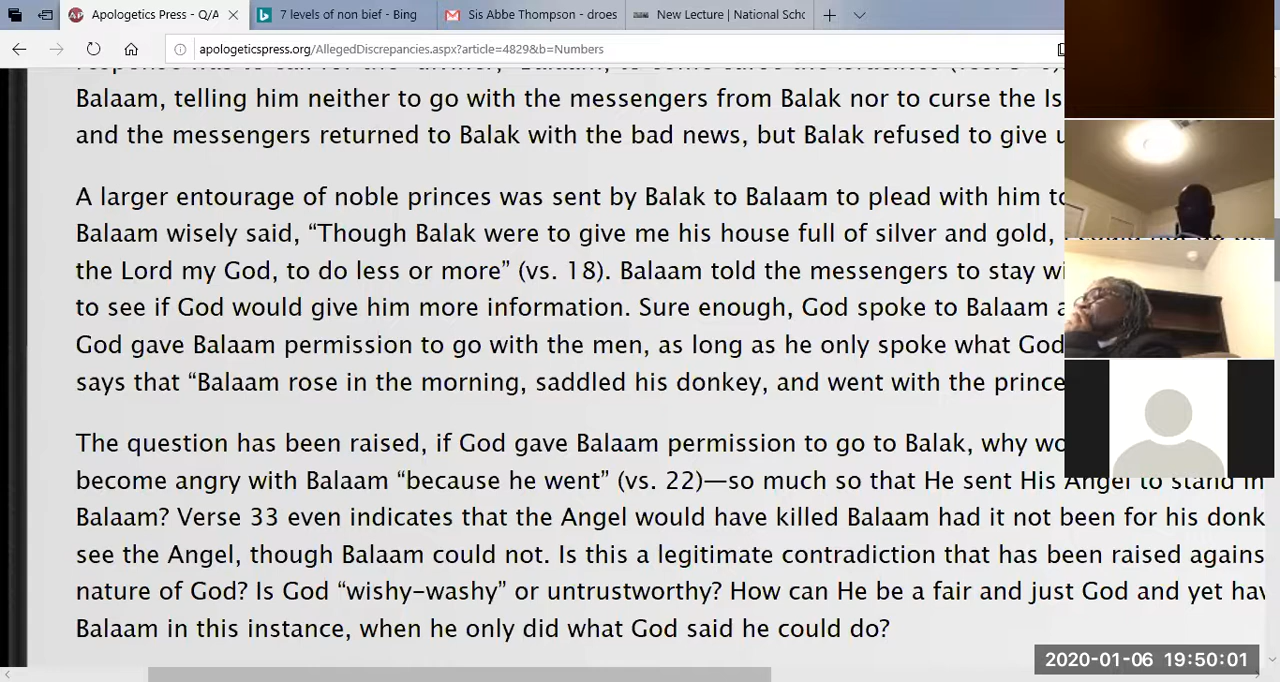 Apologetics Press - Q/A
7 levels of non bief - Bing
Sis Abbe Thompson - droes
New Lecture | National Scho
apologeticspress.org/AllegedDiscrepancies.aspx?article=4829&b=Numbers
Balaam, telling him neither to go with the messengers from Balak nor to curse the Is
and the messengers returned to Balak with the bad news, but Balak refused to give u
A larger entourage of noble princes was sent by Balak to Balaam to plead with him to
Balaam wisely said, “Though Balak were to give me his house full of silver and gold,
the Lord my God, to do less or more” (vs. 18). Balaam told the messengers to stay wi
to see if God would give him more information. Sure enough, God spoke to Balaam a
God gave Balaam permission to go with the men, as long as he only spoke what God
says that “Balaam rose in the morning, saddled his donkey, and went with the prince
The question has been raised, if God gave Balaam permission to go to Balak, why wo
become angry with Balaam “because he went” (vs. 22)—so much so that He sent His Angel to stand in
Balaam? Verse 33 even indicates that the Angel would have killed Balaam had it not been for his donk
see the Angel, though Balaam could not. Is this a legitimate contradiction that has been raised agains
nature of God? Is God “wishy-washy” or untrustworthy? How can He be a fair and just God and yet hav
Balaam in this instance, when he only did what God said he could do?
2020-01-06 19:50:01